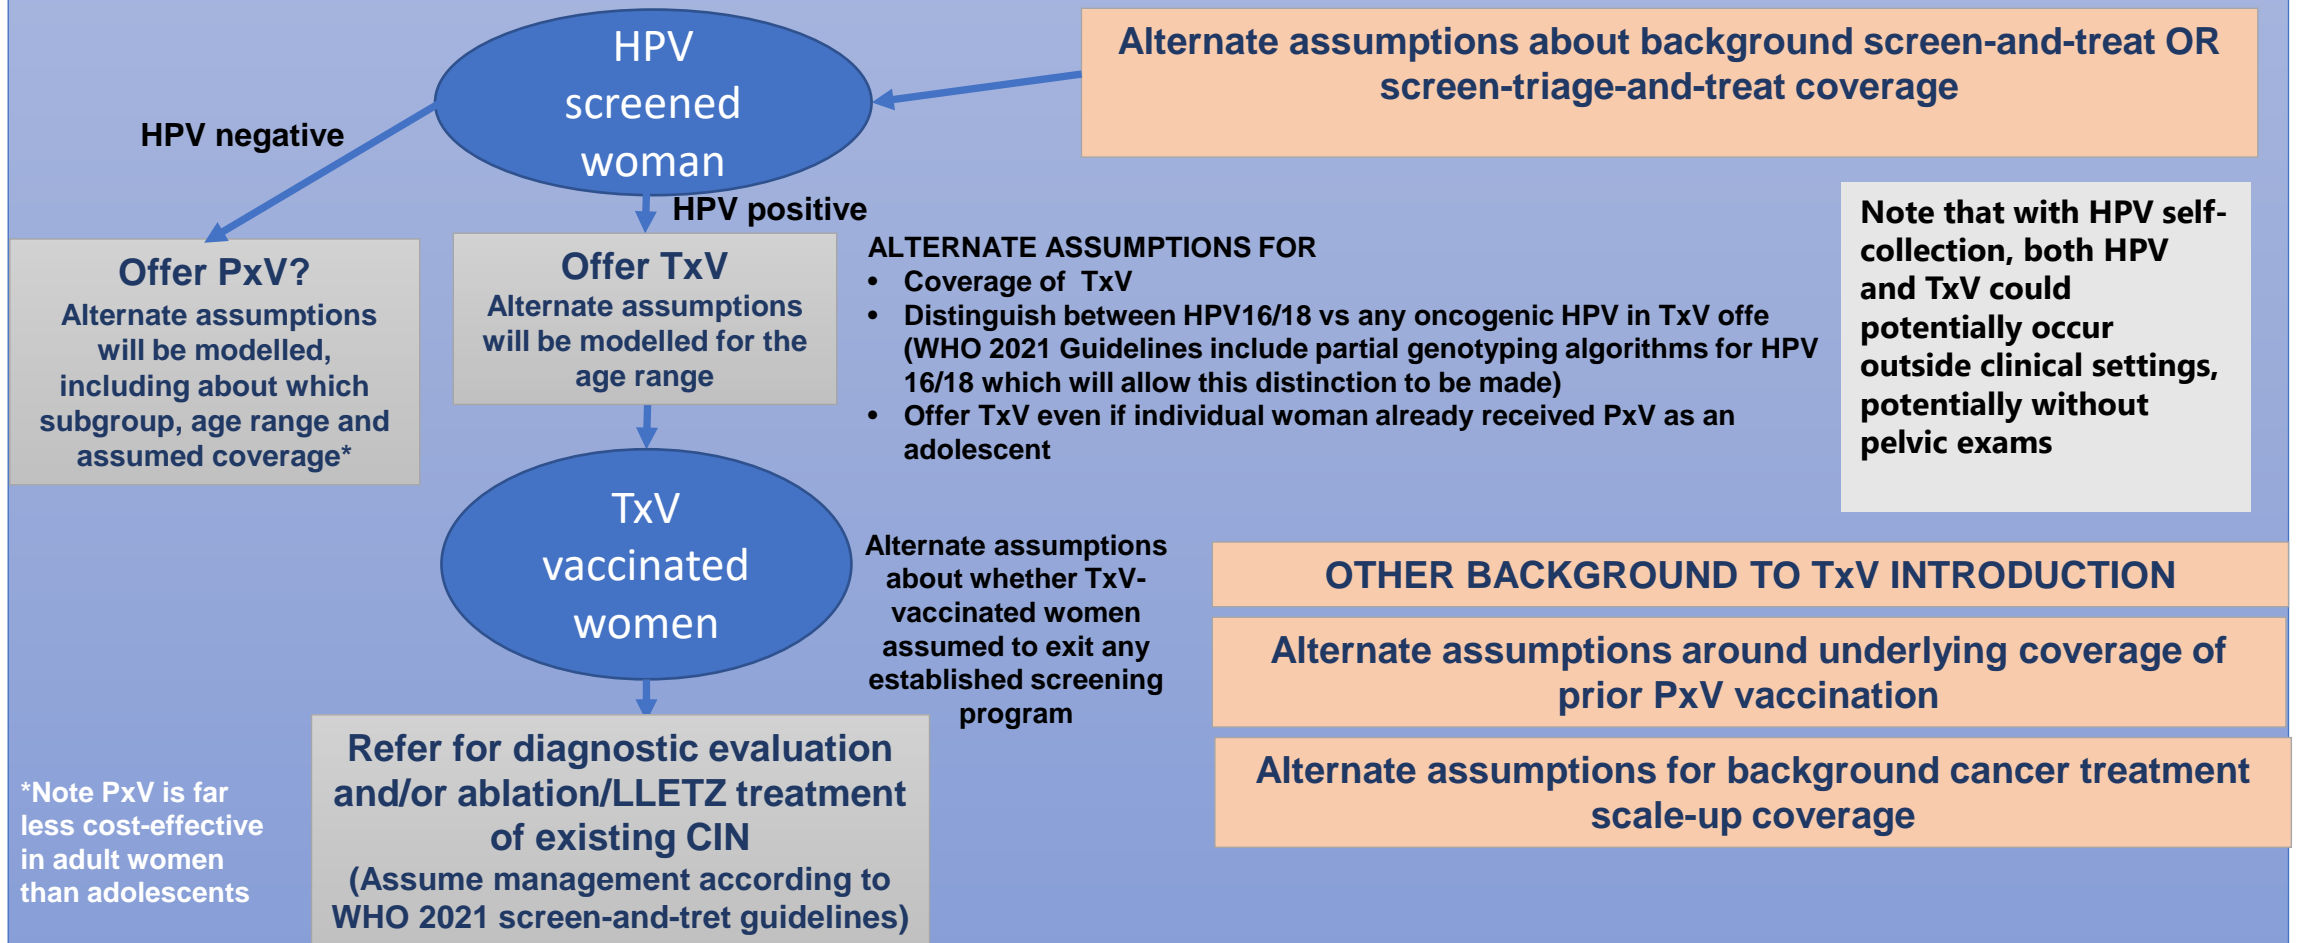 HPV
screened
woman
Alternate assumptions about background screen-and-treat OR
screen-triage-and-treat coverage
HPV negative
HPV positive
Offer PxV?
Alternate assumptions
will be modelled,
including about which
subgroup, age range and
assumed coverage*
Offer TxV
Alternate assumptions
will be modelled for the
age range
ALTERNATE ASSUMPTIONS FOR
• Coverage of TxV
• Distinguish between HPV16/18 vs any oncogenic HPV in TxV offe
(WHO 2021 Guidelines include partial genotyping algorithms for HPV
16/18 which will allow this distinction to be made)
• Offer TxV even if individual woman already received PxV as an
adolescent
Note that with HPV self-
collection, both HPV
and TxV could
potentially occur
outside clinical settings,
potentially without
pelvic exams
TxV
vaccinated
women
Alternate assumptions
about whether TxV-
vaccinated women
assumed to exit any
established screening
program
OTHER BACKGROUND TO TxV INTRODUCTION
Alternate assumptions around underlying coverage of
prior PxV vaccination
Alternate assumptions for background cancer treatment
scale-up coverage
Refer for diagnostic evaluation
and/or ablation/LLETZ treatment
of existing CIN
(Assume management according to
WHO 2021 screen-and-tret guidelines)
*Note PxV is far
less cost-effective
in adult women
than adolescents